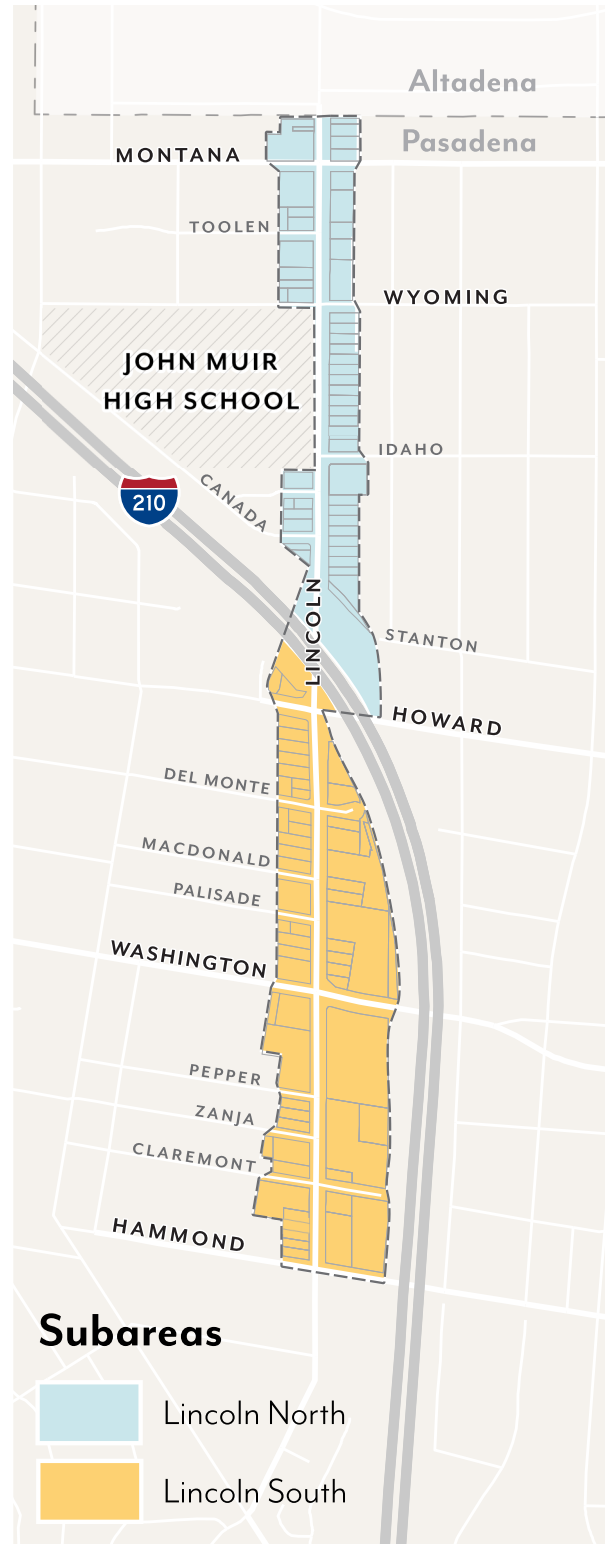 Altadena
Pasadena
MONTANA
TOOLEN
WYOMING
JOHN MUIR
HIGH SCHOOL
IDAHO
CANADA
210
LINCOLN
STANTON
HOWARD
DEL MONTE
MACDONALD
PALISADE
WASHINGTON
PEPPER
ZANJA
CLAREMONT
HAMMOND
Subareas
Lincoln North
Lincoln South